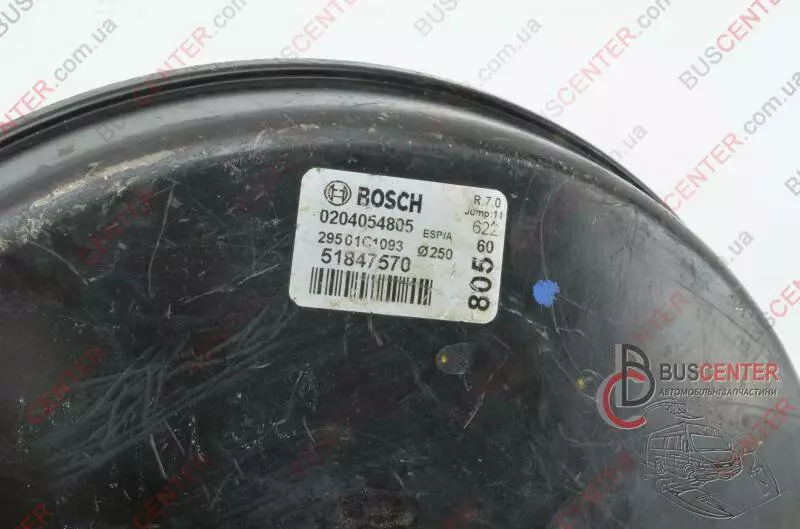 BOSCH
R.7.0
Jump:11
0204054805
ESP/A
622
29501C1093
Ø250
60
51847570
805
BUSCENTER
АВТОМОБІЛЬНІ ЗАПЧАСТИНИ
BUSCENTER.com.ua